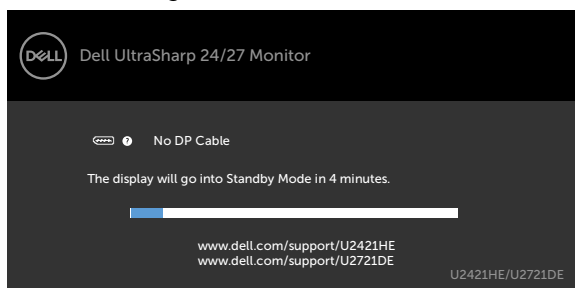 DELL
Dell UltraSharp 24/27 Monitor
? No DP Cable
The display will go into Standby Mode in 4 minutes.
www.dell.com/support/U2421HE
www.dell.com/support/U2721DE
U2421HE/U2721DE